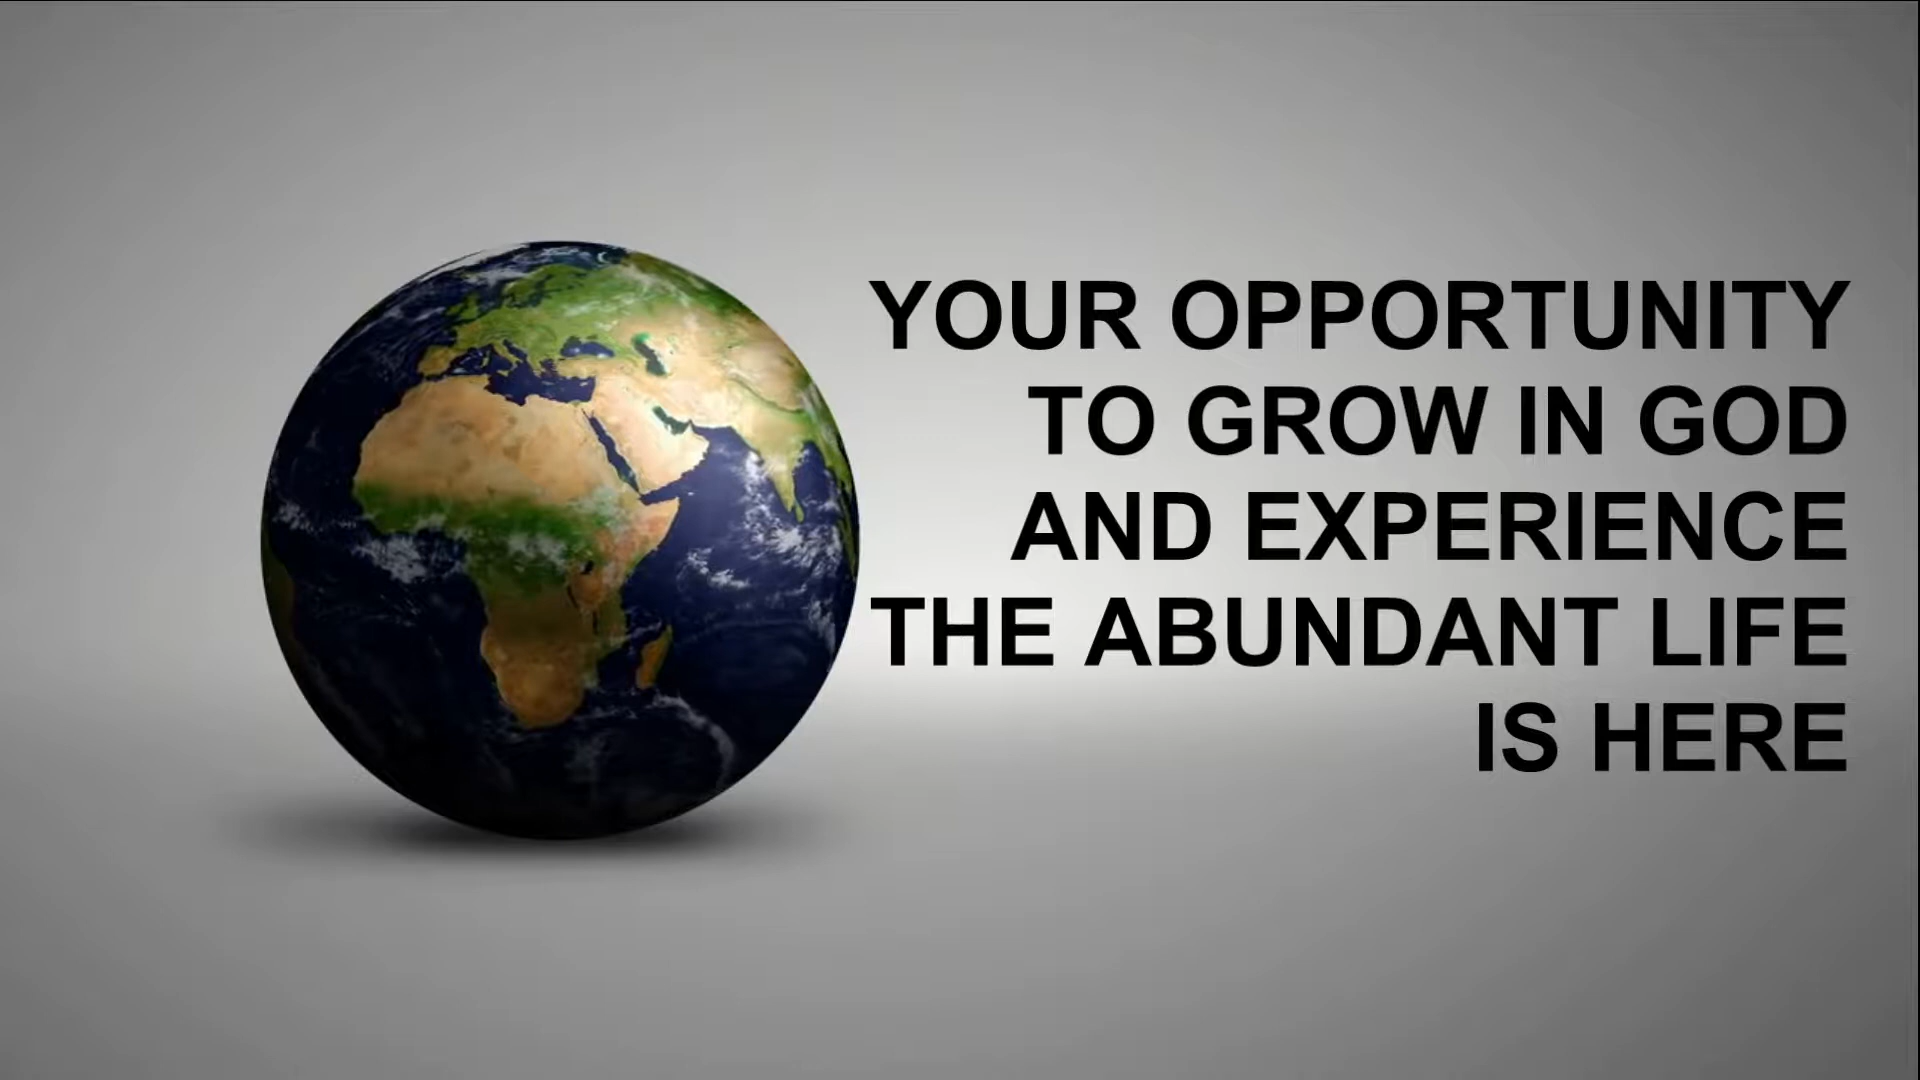 YOUR OPPORTUNITY
TO GROW IN GOD
AND EXPERIENCE
THE ABUNDANT LIFE
IS HERE